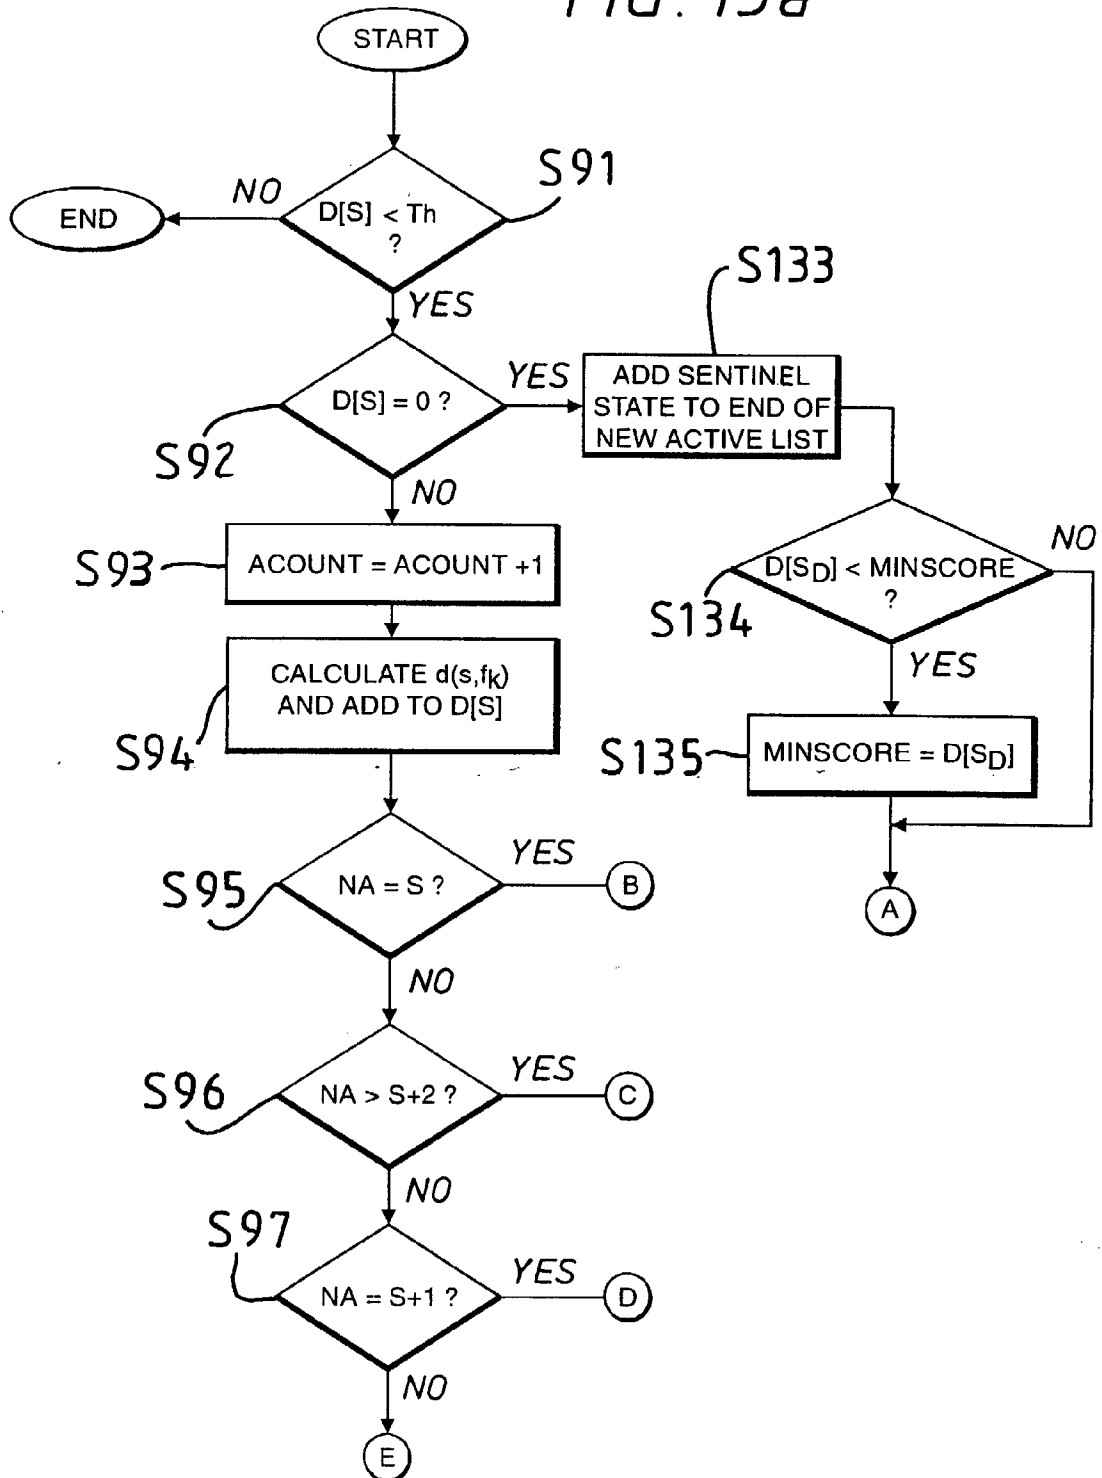 START
S91
NO
END
D[S] < Th
?
YES
S133
D[S] = 0 ?
YES
ADD SENTINEL
STATE TO END OF
NEW ACTIVE LIST
S92
NO
S93
ACOUNT = ACOUNT +1
D[SD] < MINSCORE
?
NO
S134
YES
CALCULATE d(s,fk)
AND ADD TO D[S]
S94
S135
MINSCORE = D[SD]
S95
NA = S ?
YES
B
A
NO
S96
NA > S+2 ?
YES
C
NO
S97
NA = S+1 ?
YES
D
NO
E